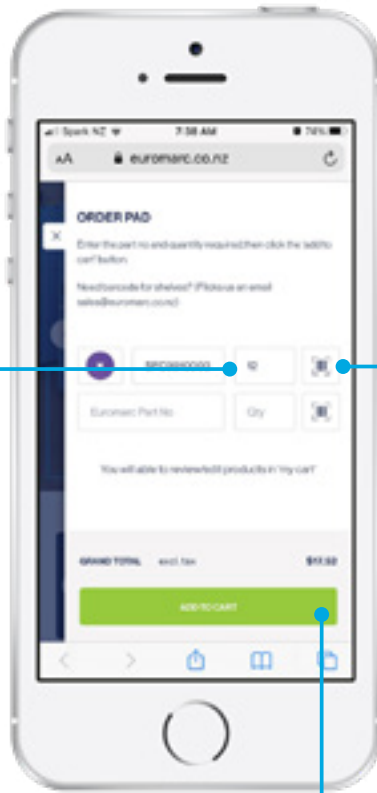 Spark NZ 7:38 AM 74%
AA euromarc.co.nz
ORDER PAD
Enter the part no and quantity required then click the 'add to
cart' button.
Need barcode for shelves? (Flick us an email
sales@euromarc.co.nz)
12
Euromarc Part No Qty
You will able to review/edit products in 'my cart'
GRAND TOTAL excl. tax $17.52
ADD TO CART